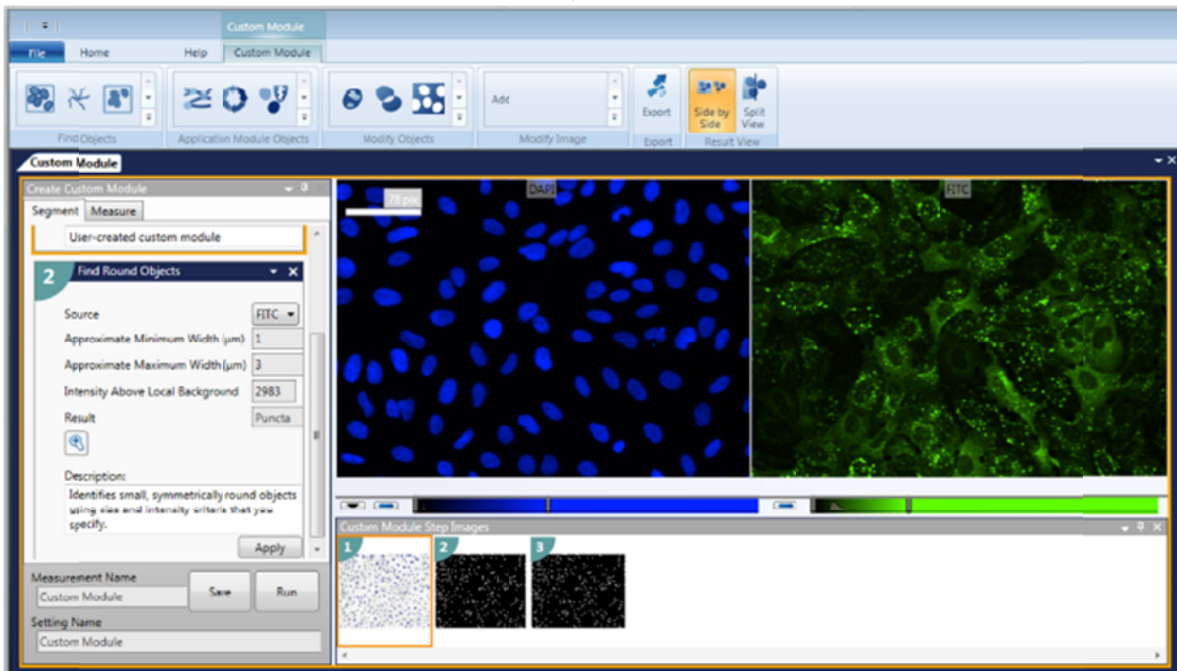 Custom Module
File Home Help Custom Module
Add
Export
Side by Side
Split View
Find Objects Application Module Objects Modify Objects Modify Image Export Result View
Custom Module
Create Custom Module
Segment Measure
User-created custom module
2 Find Round Objects
Source FITC
Approximate Minimum Width (µm) 1
Approximate Maximum Width (µm) 3
Intensity Above Local Background 2983
Result Puncta
Description:
Identifies small, symmetrically round objects
using size and intensity criteria that you
specify.
Apply
Measurement Name
Custom Module
Save Run
Setting Name
Custom Module
78 pix
DAPI
FITC
Custom Module Step Images
1 2 3